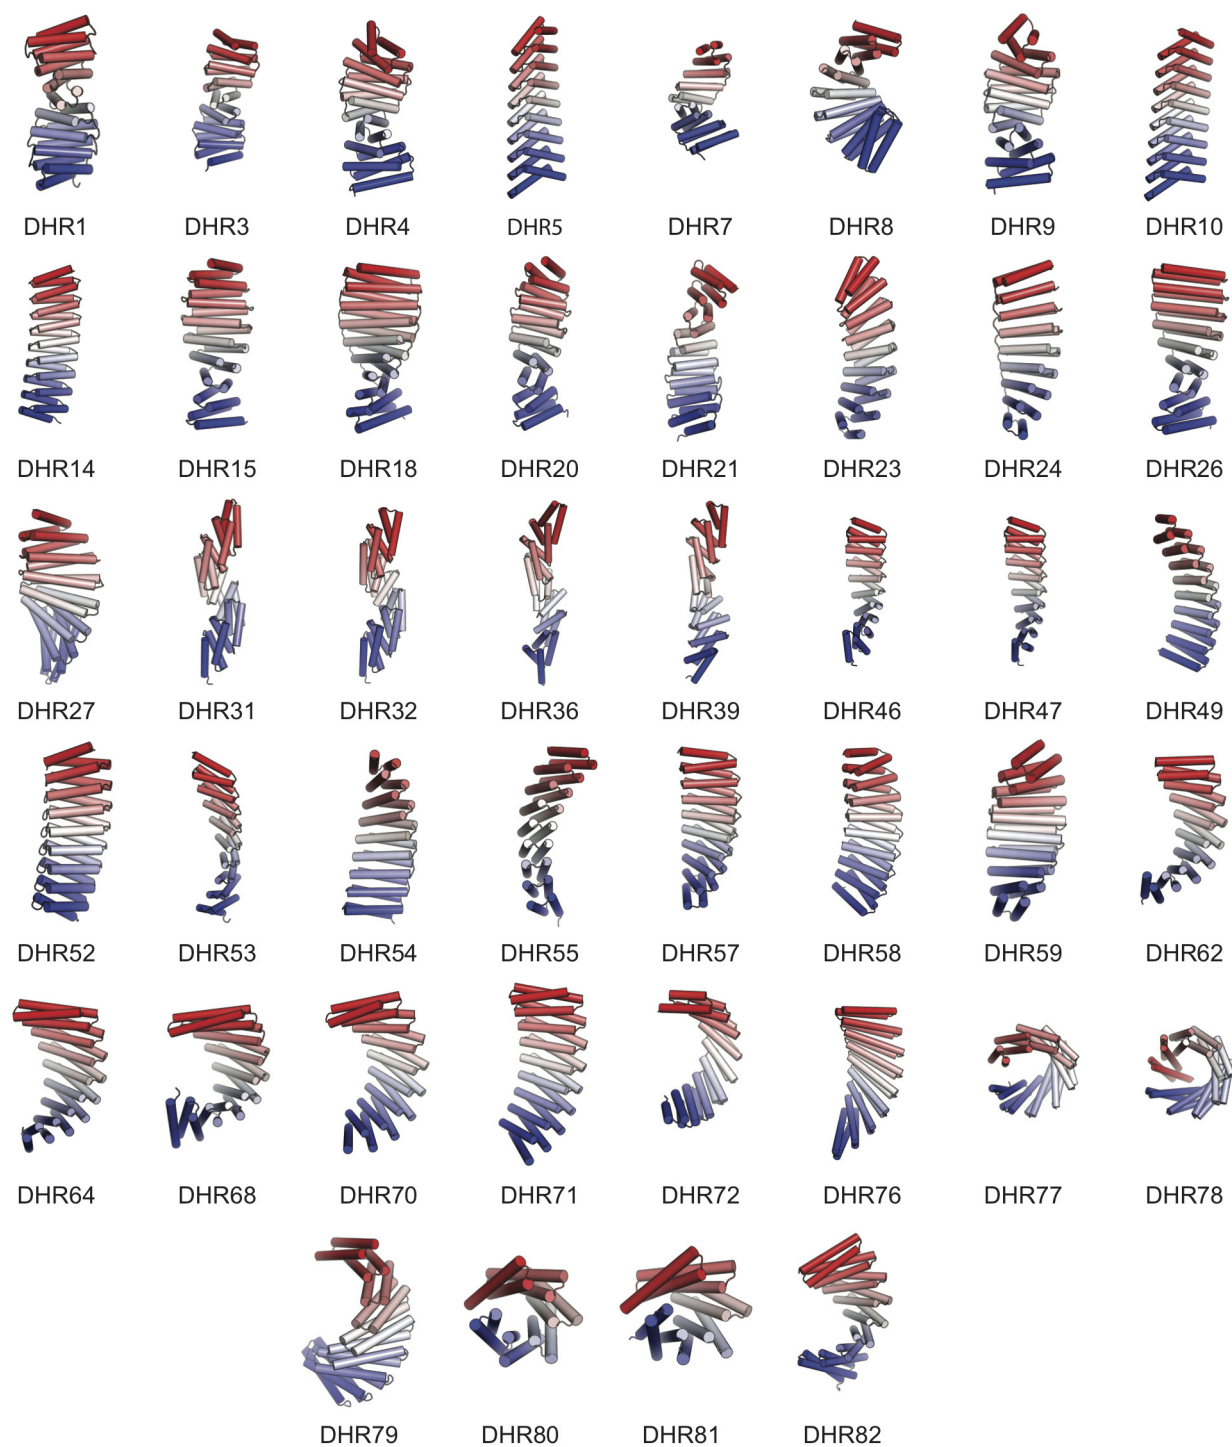 DHR1 DHR3 DHR4 DHR5 DHR7 DHR8 DHR9 DHR10
DHR14 DHR15 DHR18 DHR20 DHR21 DHR23 DHR24 DHR26
DHR27 DHR31 DHR32 DHR36 DHR39 DHR46 DHR47 DHR49
DHR52 DHR53 DHR54 DHR55 DHR57 DHR58 DHR59 DHR62
DHR64 DHR68 DHR70 DHR71 DHR72 DHR76 DHR77 DHR78
DHR79 DHR80 DHR81 DHR82